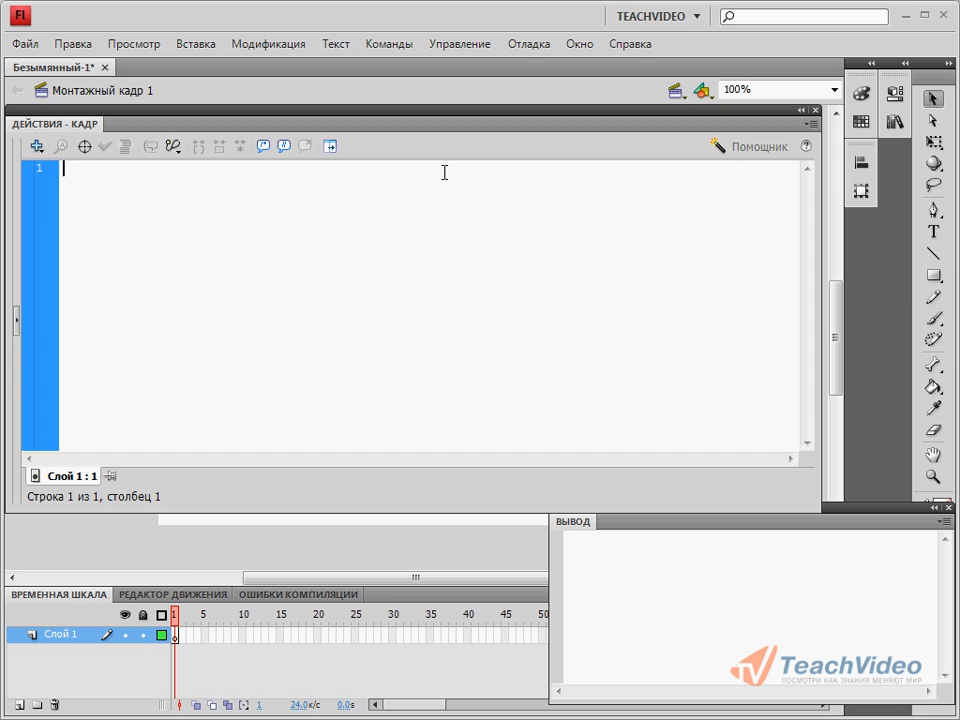 Fl
TEACHVIDEO
Файл Правка Просмотр Вставка Модификация Текст Команды Управление Отладка Окно Справка
Безымянный-1*
Монтажный кадр 1
100%
ДЕЙСТВИЯ - КАДР
Помощник
1
Слой 1 : 1
Строка 1 из 1, столбец 1
ВЫВОД
ВРЕМЕННАЯ ШКАЛА РЕДАКТОР ДВИЖЕНИЯ ОШИБКИ КОМПИЛЯЦИИ
1 5 10 15 20 25 30 35 40 45 50
Слой 1
1 24.0к/с 0.0s
TeachVideo
ПОСМОТРИ КАК ЗНАНИЯ МЕНЯЮТ МИР